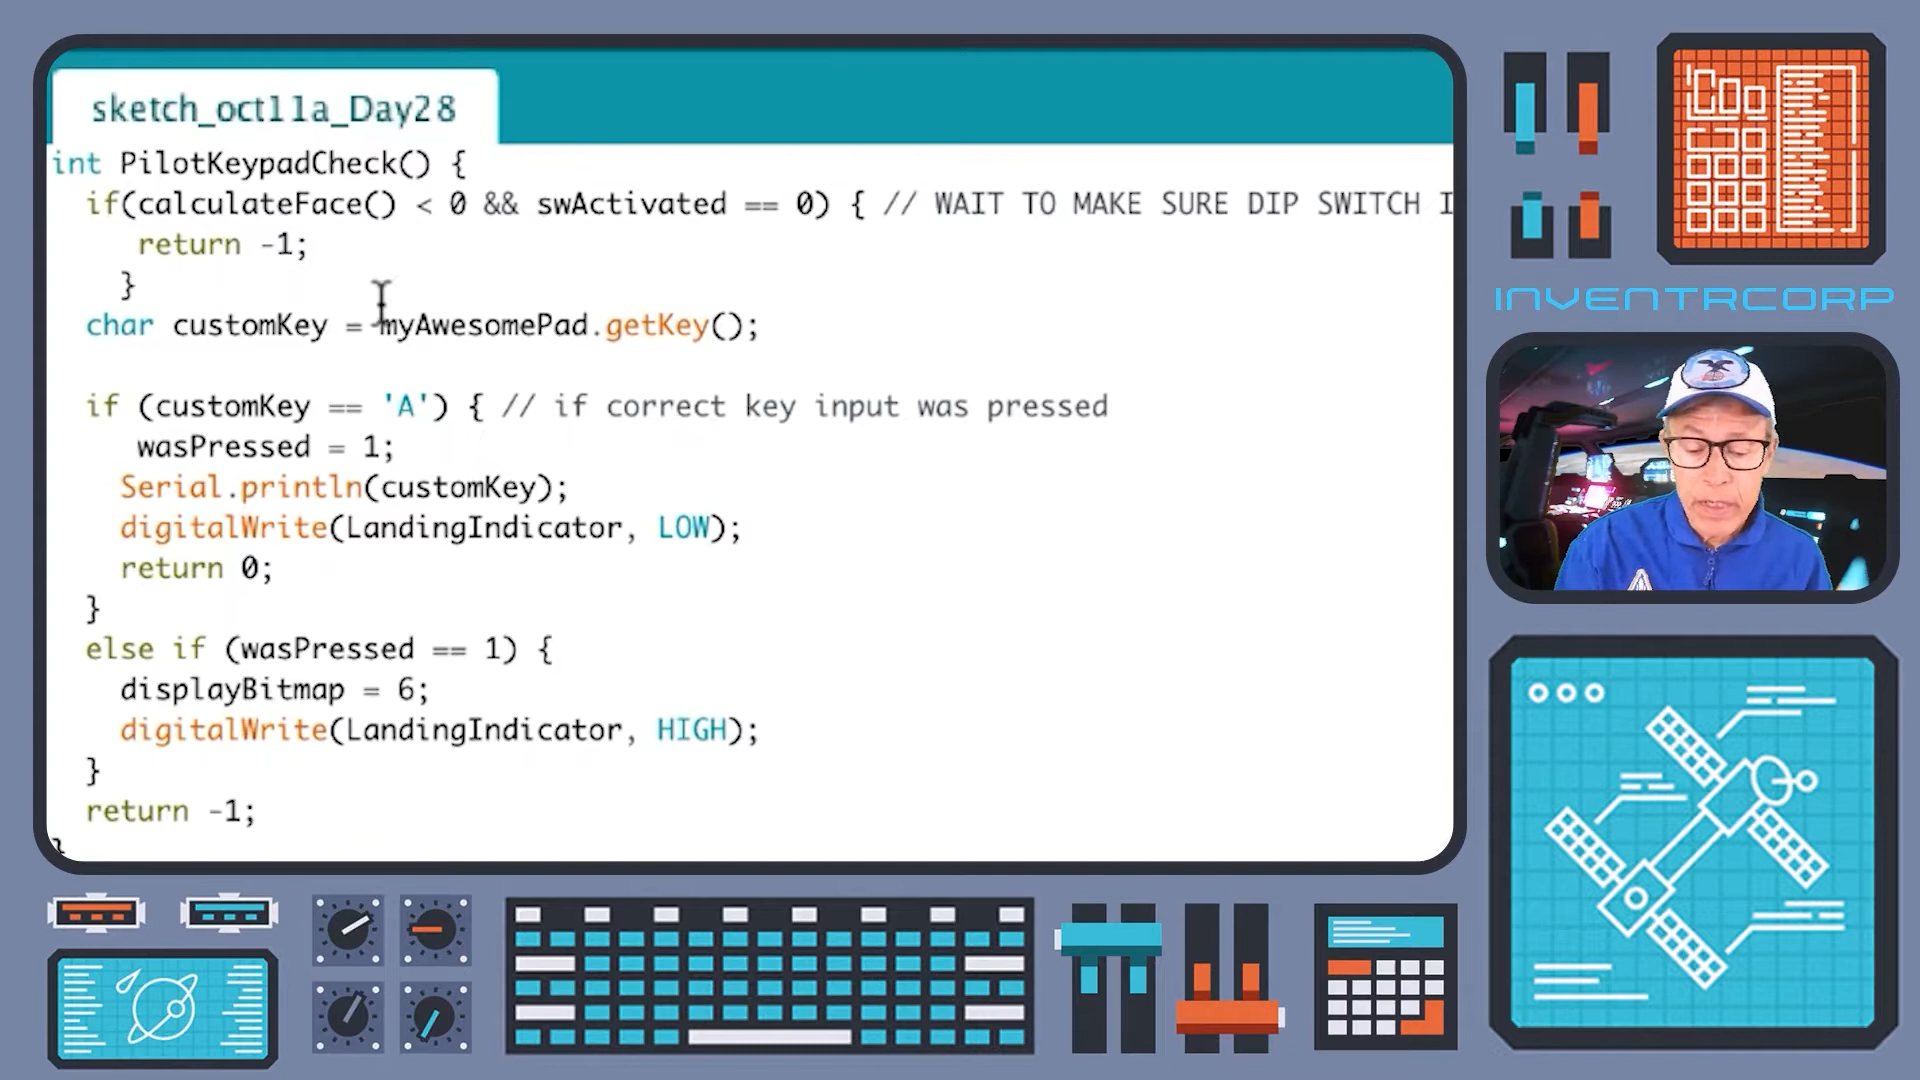 sketch_oct11a_Day28
int PilotKeypadCheck() {
if(calculateFace() < 0 && swActivated == 0) { // WAIT TO MAKE SURE DIP SWITCH I
return -1;
}
char customKey = myAwesomePad.getKey();
if (customKey == 'A') { // if correct key input was pressed
wasPressed = 1;
Serial.println(customKey);
digitalWrite(LandingIndicator, LOW);
return 0;
}
else if (wasPressed == 1) {
displayBitmap = 6;
digitalWrite(LandingIndicator, HIGH);
}
return -1;
}
INVENTRCORP